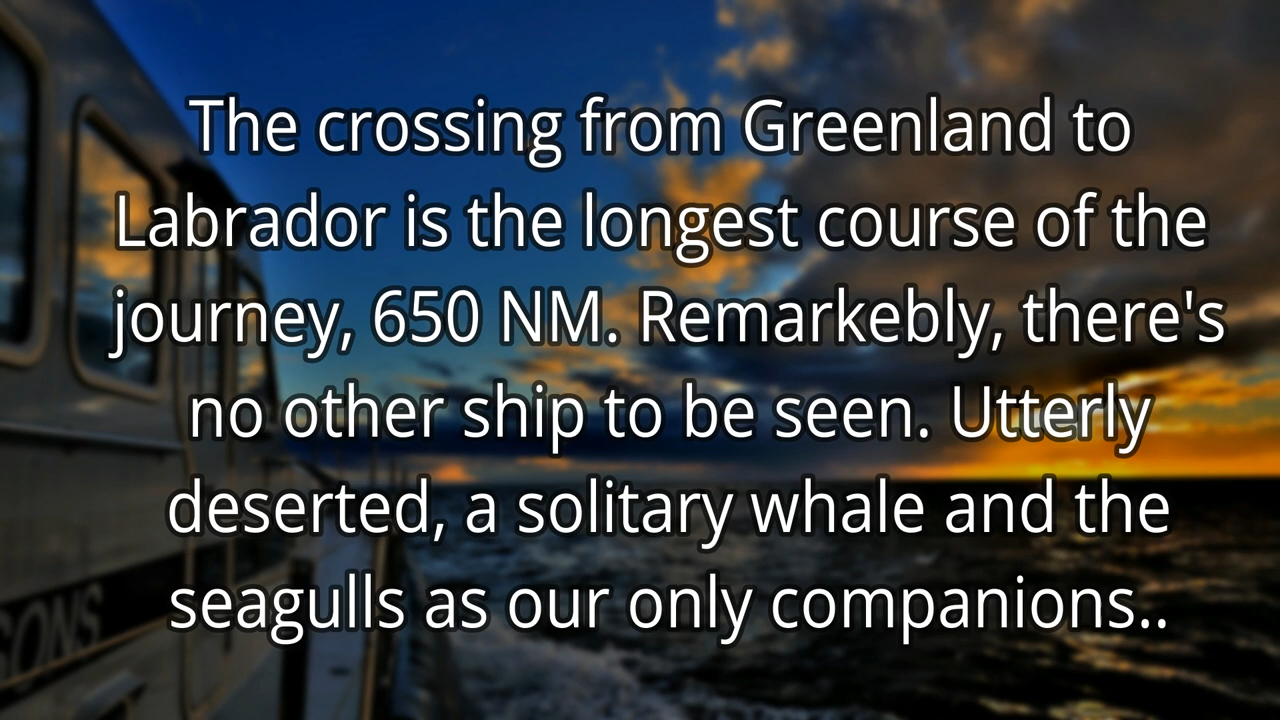 The crossing from Greenland to
Labrador is the longest course of the
journey, 650 NM. Remarkebly, there's
no other ship to be seen. Utterly
deserted, a solitary whale and the
seagulls as our only companions..
SONS